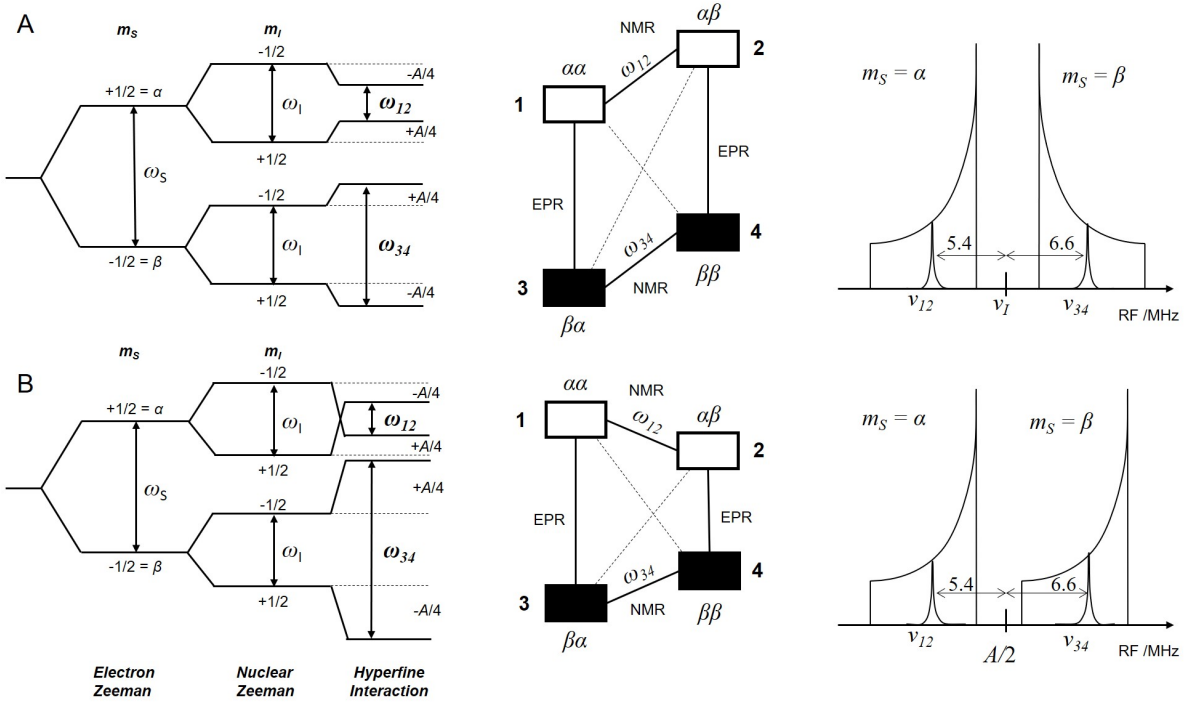 A
m_S
m_I
-1/2
-A/4
+1/2 = α
ω_I
ω_12
+A/4
+1/2
ω_S
-1/2
+A/4
ω_I
ω_34
-1/2 = β
+1/2
-A/4
αβ
NMR
2
αα
ω_12
1
EPR
EPR
4
ω_34
ββ
3
NMR
βα
m_S = α
m_S = β
5.4
6.6
ν_12
ν_I
ν_34
RF /MHz
B
m_S
m_I
-1/2
-A/4
+1/2 = α
ω_I
ω_12
+A/4
+1/2
ω_S
-1/2
+A/4
ω_I
ω_34
-1/2 = β
+1/2
-A/4
Electron
Zeeman
Nuclear
Zeeman
Hyperfine
Interaction
αα
NMR
1
ω_12
αβ
2
EPR
EPR
ω_34
4
3
NMR
ββ
βα
m_S = α
m_S = β
5.4
6.6
ν_12
A/2
ν_34
RF /MHz